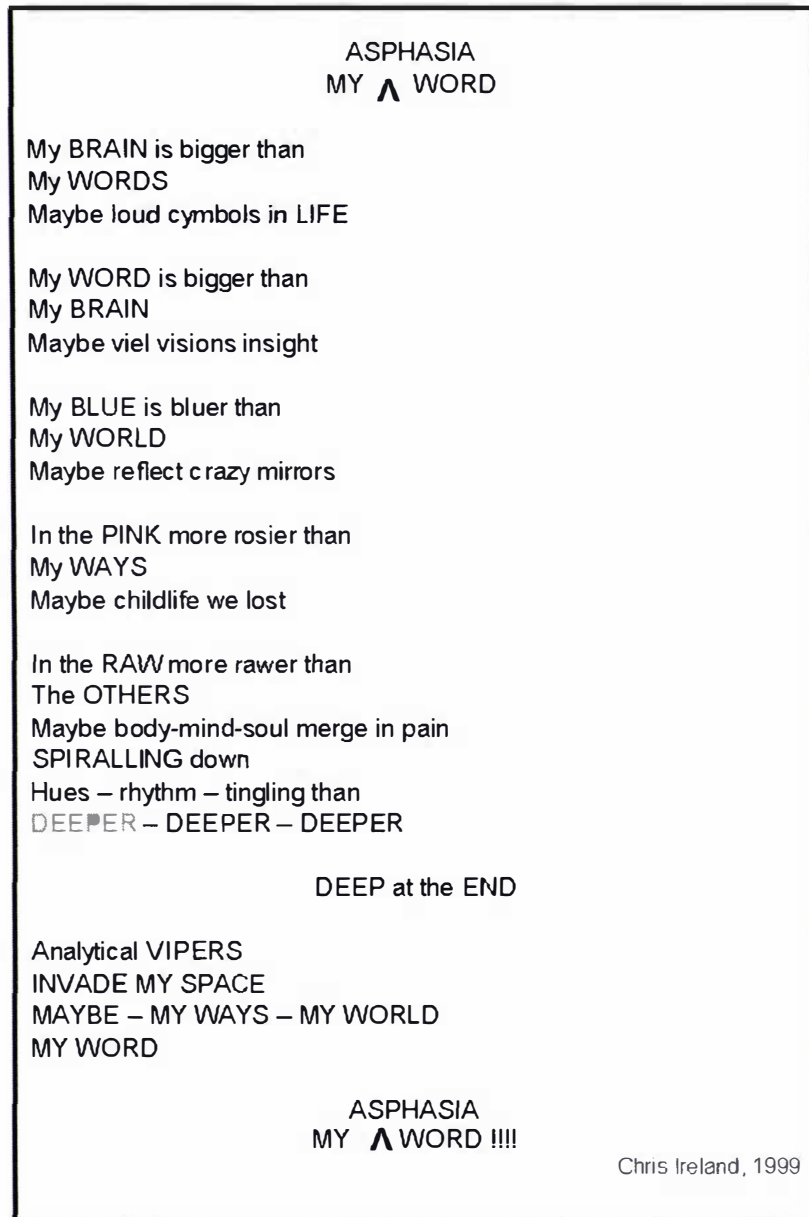 ASPHASIA
MY Λ WORD
My BRAIN is bigger than
My WORDS
Maybe loud cymbols in LIFE
My WORD is bigger than
My BRAIN
Maybe viel visions insight
My BLUE is bluer than
My WORLD
Maybe reflect crazy mirrors
In the PINK more rosier than
My WAYS
Maybe childlife we lost
In the RAW more rawer than
The OTHERS
Maybe body-mind-soul merge in pain
SPIRALLING down
Hues – rhythm – tingling than
DEEPER – DEEPER – DEEPER
DEEP at the END
Analytical VIPERS
INVADE MY SPACE
MAYBE – MY WAYS – MY WORLD
MY WORD
ASPHASIA
MY Λ WORD !!!!
Chris Ireland, 1999